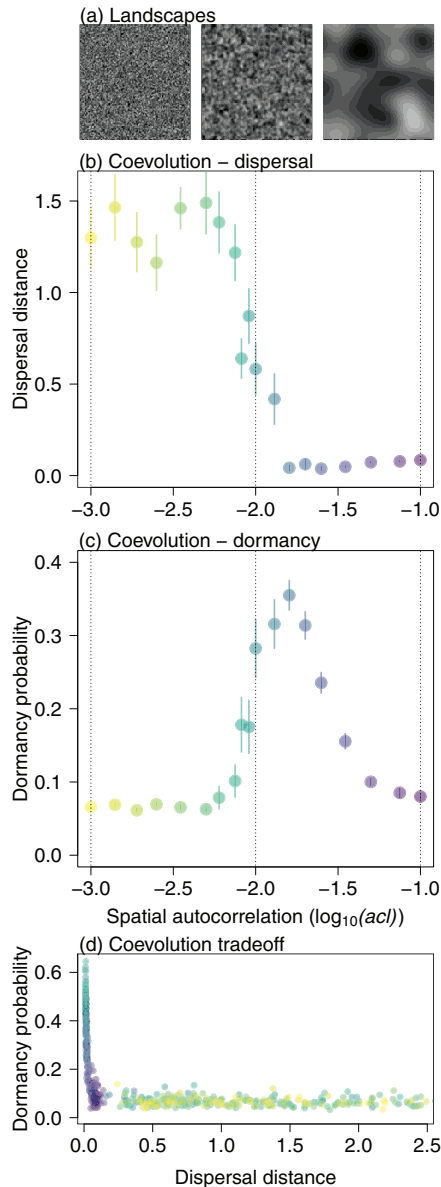 (a) Landscapes
(b) Coevolution − dispersal
Dispersal distance
1.5
1.0
0.5
0.0
−3.0 −2.5 −2.0 −1.5 −1.0
(c) Coevolution − dormancy
Dormancy probability
0.4
0.3
0.2
0.1
0.0
−3.0 −2.5 −2.0 −1.5 −1.0
Spatial autocorrelation (log10(acl))
(d) Coevolution tradeoff
Dormancy probability
0.6
0.4
0.2
0.0
0.0 0.5 1.0 1.5 2.0 2.5
Dispersal distance